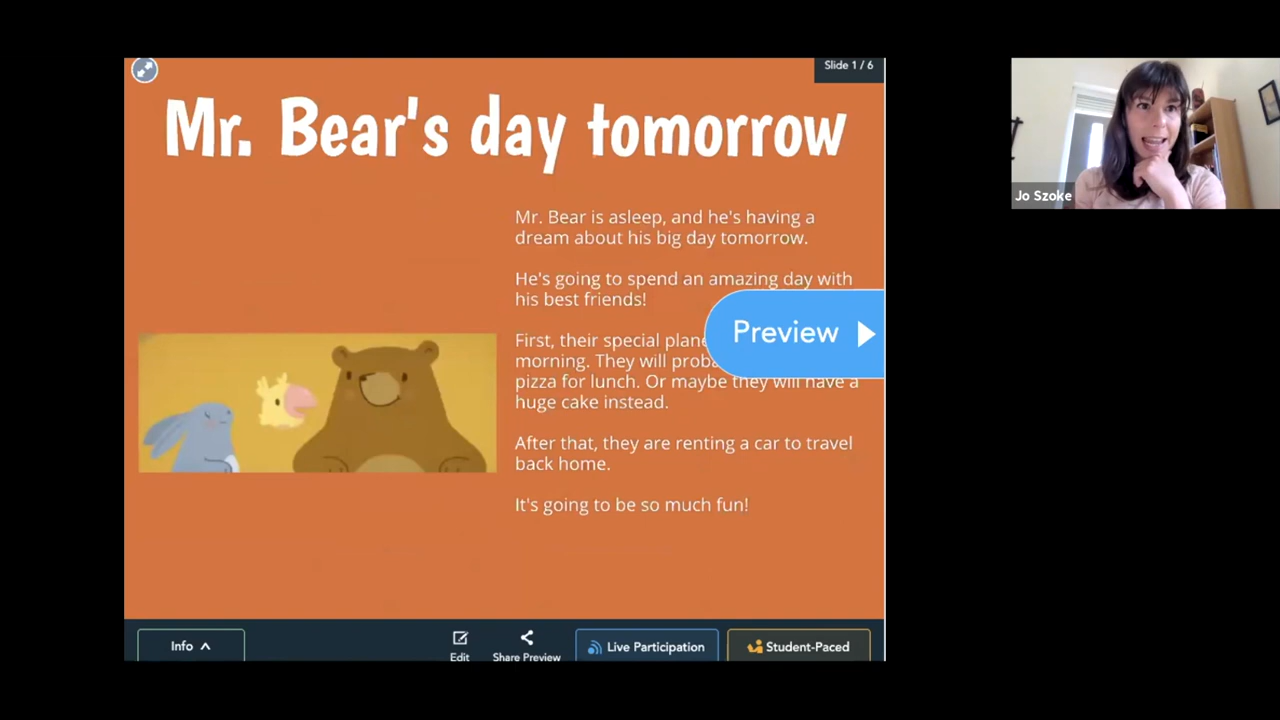 Slide 1 / 6
Mr. Bear's day tomorrow
Mr. Bear is asleep, and he's having a
dream about his big day tomorrow.
He's going to spend an amazing day with
his best friends!
First, their special plane
morning. They will proba
pizza for lunch. Or maybe they will have a
huge cake instead.
After that, they are renting a car to travel
back home.
It's going to be so much fun!
Preview
Info
Edit
Share Preview
Live Participation
Student-Paced
Jo Szoke